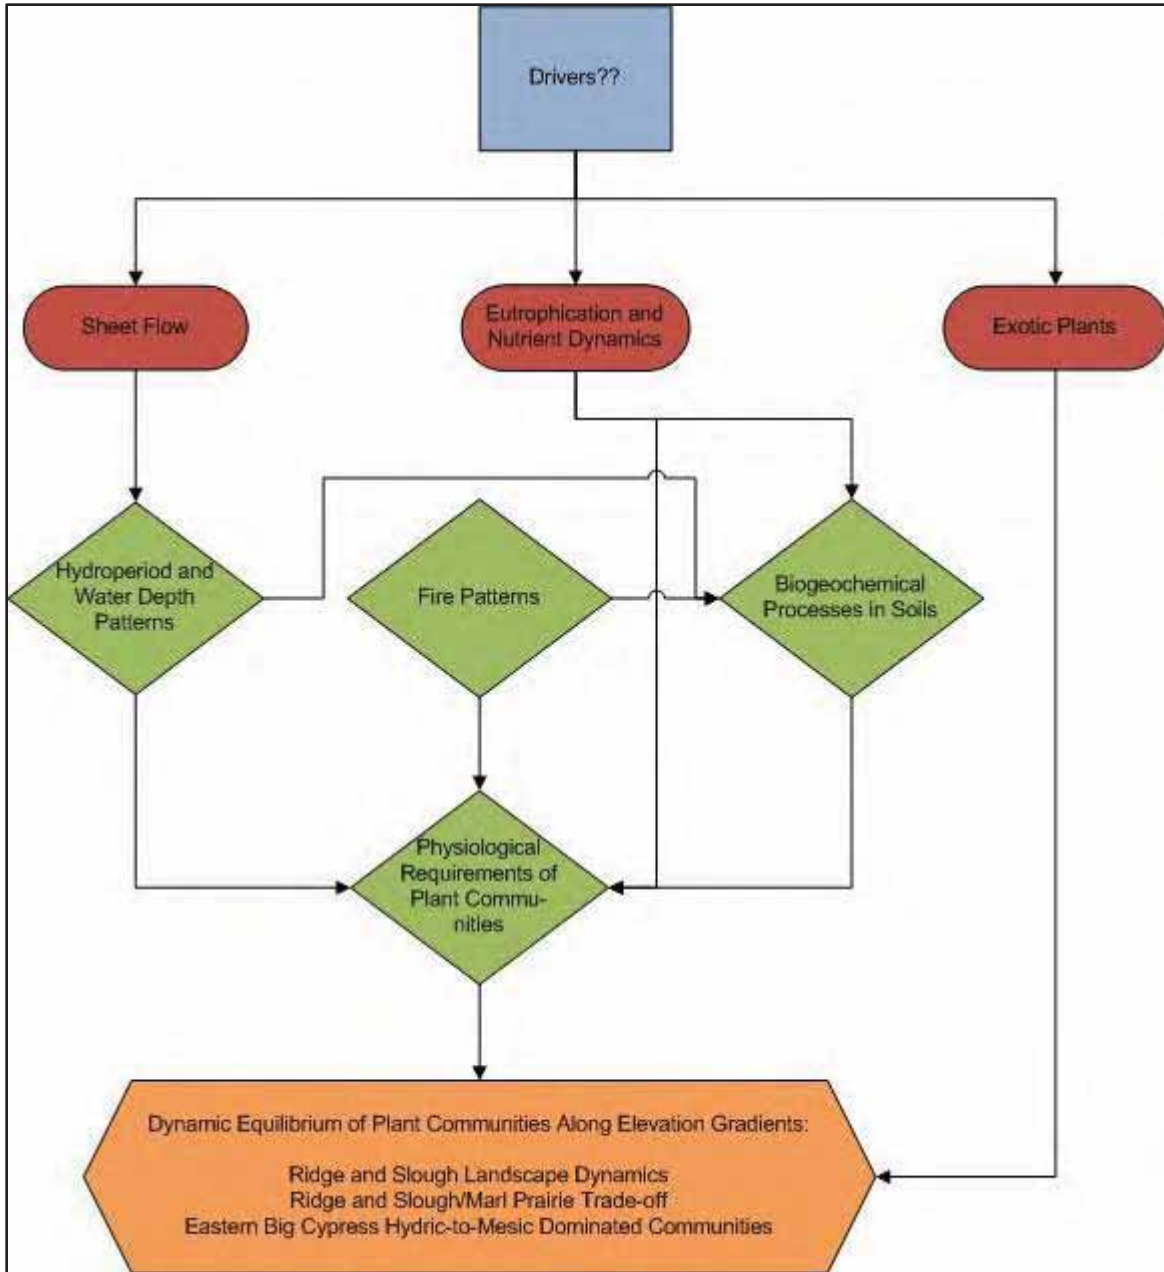 Drivers??
Sheet Flow
Eutrophication and
Nutrient Dynamics
Exotic Plants
Hydroperiod and
Water Depth
Patterns
Fire Patterns
Biogeochemical
Processes in Soils
Physiological
Requirements of
Plant Commu-
nities
Dynamic Equilibrium of Plant Communities Along Elevation Gradients:
Ridge and Slough Landscape Dynamics
Ridge and Slough/Marl Prairie Trade-off
Eastern Big Cypress Hydric-to-Mesic Dominated Communities